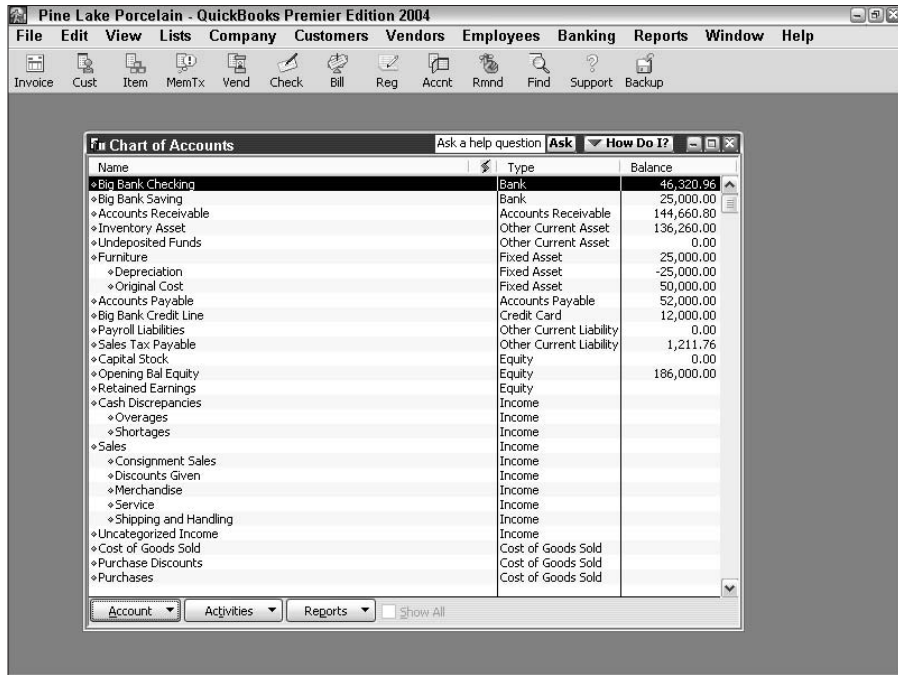 Pine Lake Porcelain - QuickBooks Premier Edition 2004
File Edit View Lists Company Customers Vendors Employees Banking Reports Window Help
Invoice Cust Item MemTx Vend Check Bill Reg Accnt Rmnd Find Support Backup
Chart of Accounts Ask a help question Ask How Do I?
Name Type Balance
Big Bank Checking Bank 46,320.96
Big Bank Saving Bank 25,000.00
Accounts Receivable Accounts Receivable 144,660.80
Inventory Asset Other Current Asset 136,260.00
Undeposited Funds Other Current Asset 0.00
Furniture Fixed Asset 25,000.00
Depreciation Fixed Asset -25,000.00
Original Cost Fixed Asset 50,000.00
Accounts Payable Accounts Payable 52,000.00
Big Bank Credit Line Credit Card 12,000.00
Payroll Liabilities Other Current Liability 0.00
Sales Tax Payable Other Current Liability 1,211.76
Capital Stock Equity 0.00
Opening Bal Equity Equity 186,000.00
Retained Earnings Equity
Cash Discrepancies Income
Overages Income
Shortages Income
Sales Income
Consignment Sales Income
Discounts Given Income
Merchandise Income
Service Income
Shipping and Handling Income
Uncategorized Income Income
Cost of Goods Sold Cost of Goods Sold
Purchase Discounts Cost of Goods Sold
Purchases Cost of Goods Sold
Account Activities Reports Show All